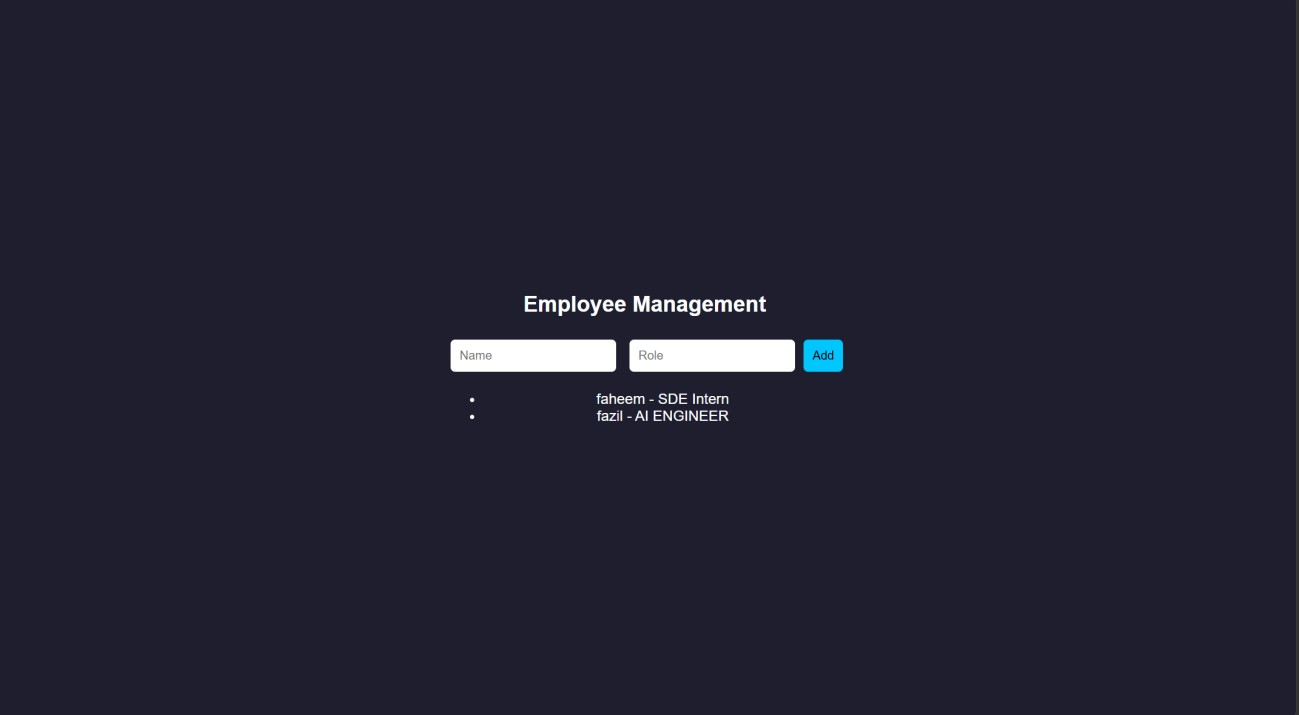 Employee Management
Name Role Add
• faheem - SDE Intern
• fazil - AI ENGINEER